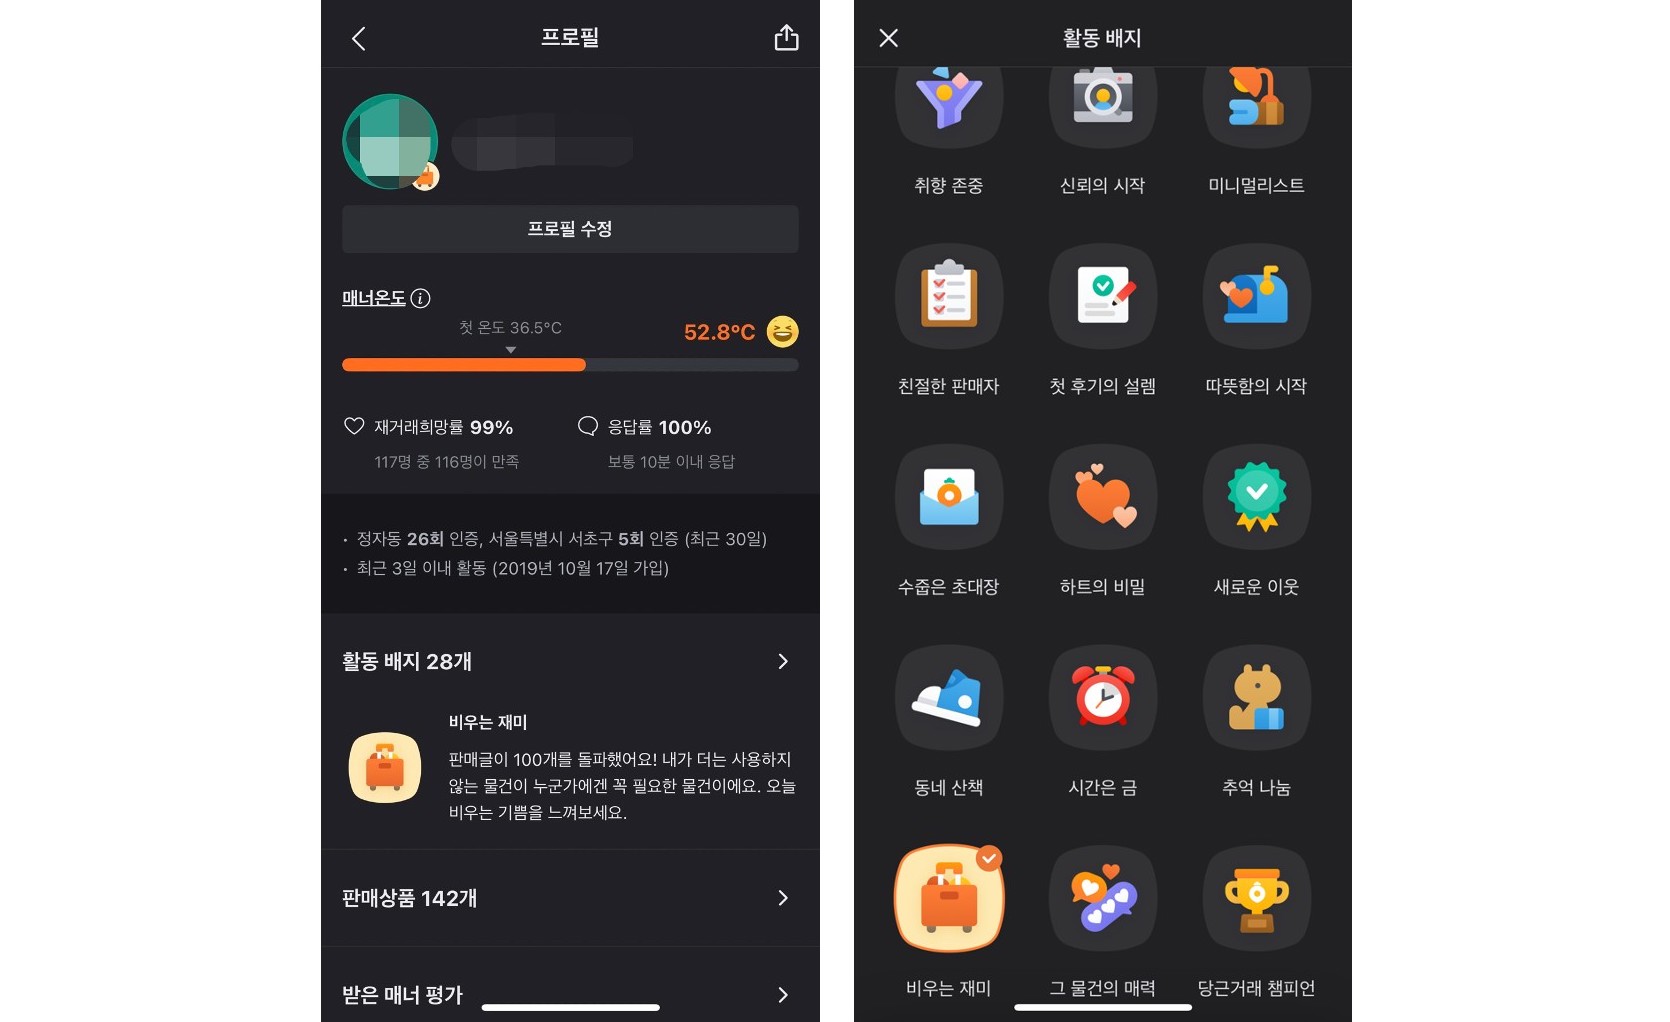 프로필
프로필 수정
매너온도
첫 온도 36.5°C
52.8°C
재거래희망률 99%
117명 중 116명이 만족
응답률 100%
보통 10분 이내 응답
· 정자동 26회 인증, 서울특별시 서초구 5회 인증 (최근 30일)
· 최근 3일 이내 활동 (2019년 10월 17일 가입)
활동 배지 28개
비우는 재미
판매글이 100개를 돌파했어요! 내가 더는 사용하지
않는 물건이 누군가에겐 꼭 필요한 물건이에요. 오늘
비우는 기쁨을 느껴보세요.
판매상품 142개
받은 매너 평가
활동 배지
취향 존중
신뢰의 시작
미니멀리스트
친절한 판매자
첫 후기의 설렘
따뜻함의 시작
수줍은 초대장
하트의 비밀
새로운 이웃
동네 산책
시간은 금
추억 나눔
비우는 재미
그 물건의 매력
당근거래 챔피언